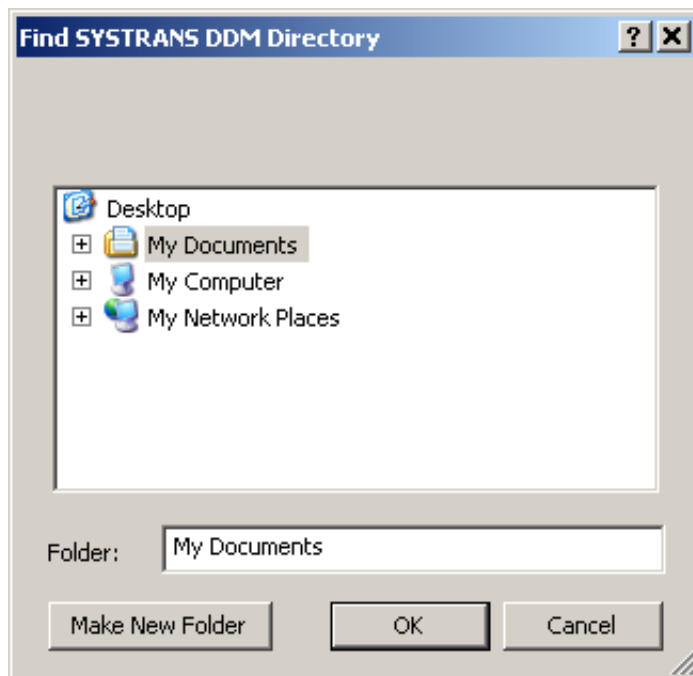 Find SYSTRANS DDM Directory
Desktop
My Documents
My Computer
My Network Places
Folder: My Documents
Make New Folder OK Cancel